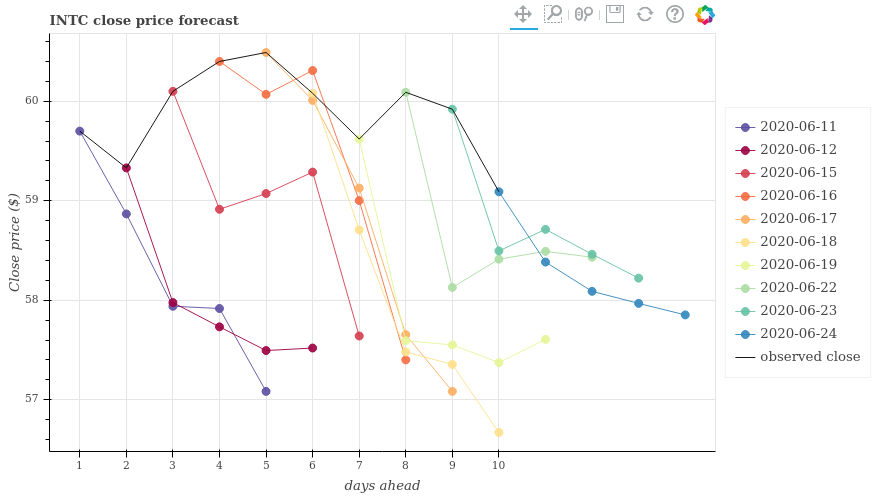 INTC close price forecast
60
59
58
57
Close price ($)
1 2 3 4 5 6 7 8 9 10
days ahead
2020-06-11
2020-06-12
2020-06-15
2020-06-16
2020-06-17
2020-06-18
2020-06-19
2020-06-22
2020-06-23
2020-06-24
observed close